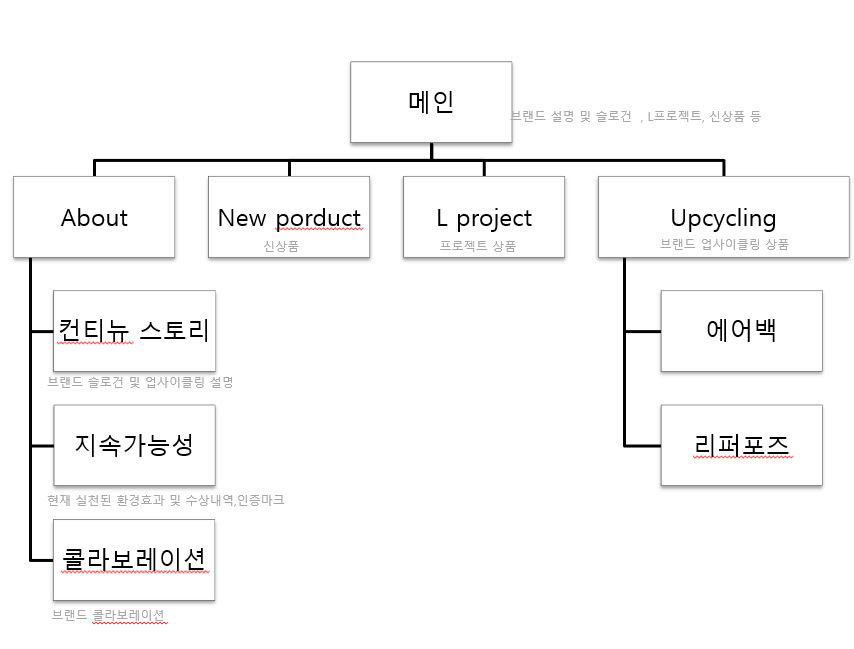 메인
브랜드 설명 및 슬로건 , L프로젝트, 신상품 등
About
New porduct
신상품
L project
프로젝트 상품
Upcycling
브랜드 업사이클링 상품
컨티뉴 스토리
브랜드 슬로건 및 업사이클링 설명
지속가능성
현재 실천된 환경효과 및 수상내역,인증마크
콜라보레이션
브랜드 콜라보레이션
에어백
리퍼포즈